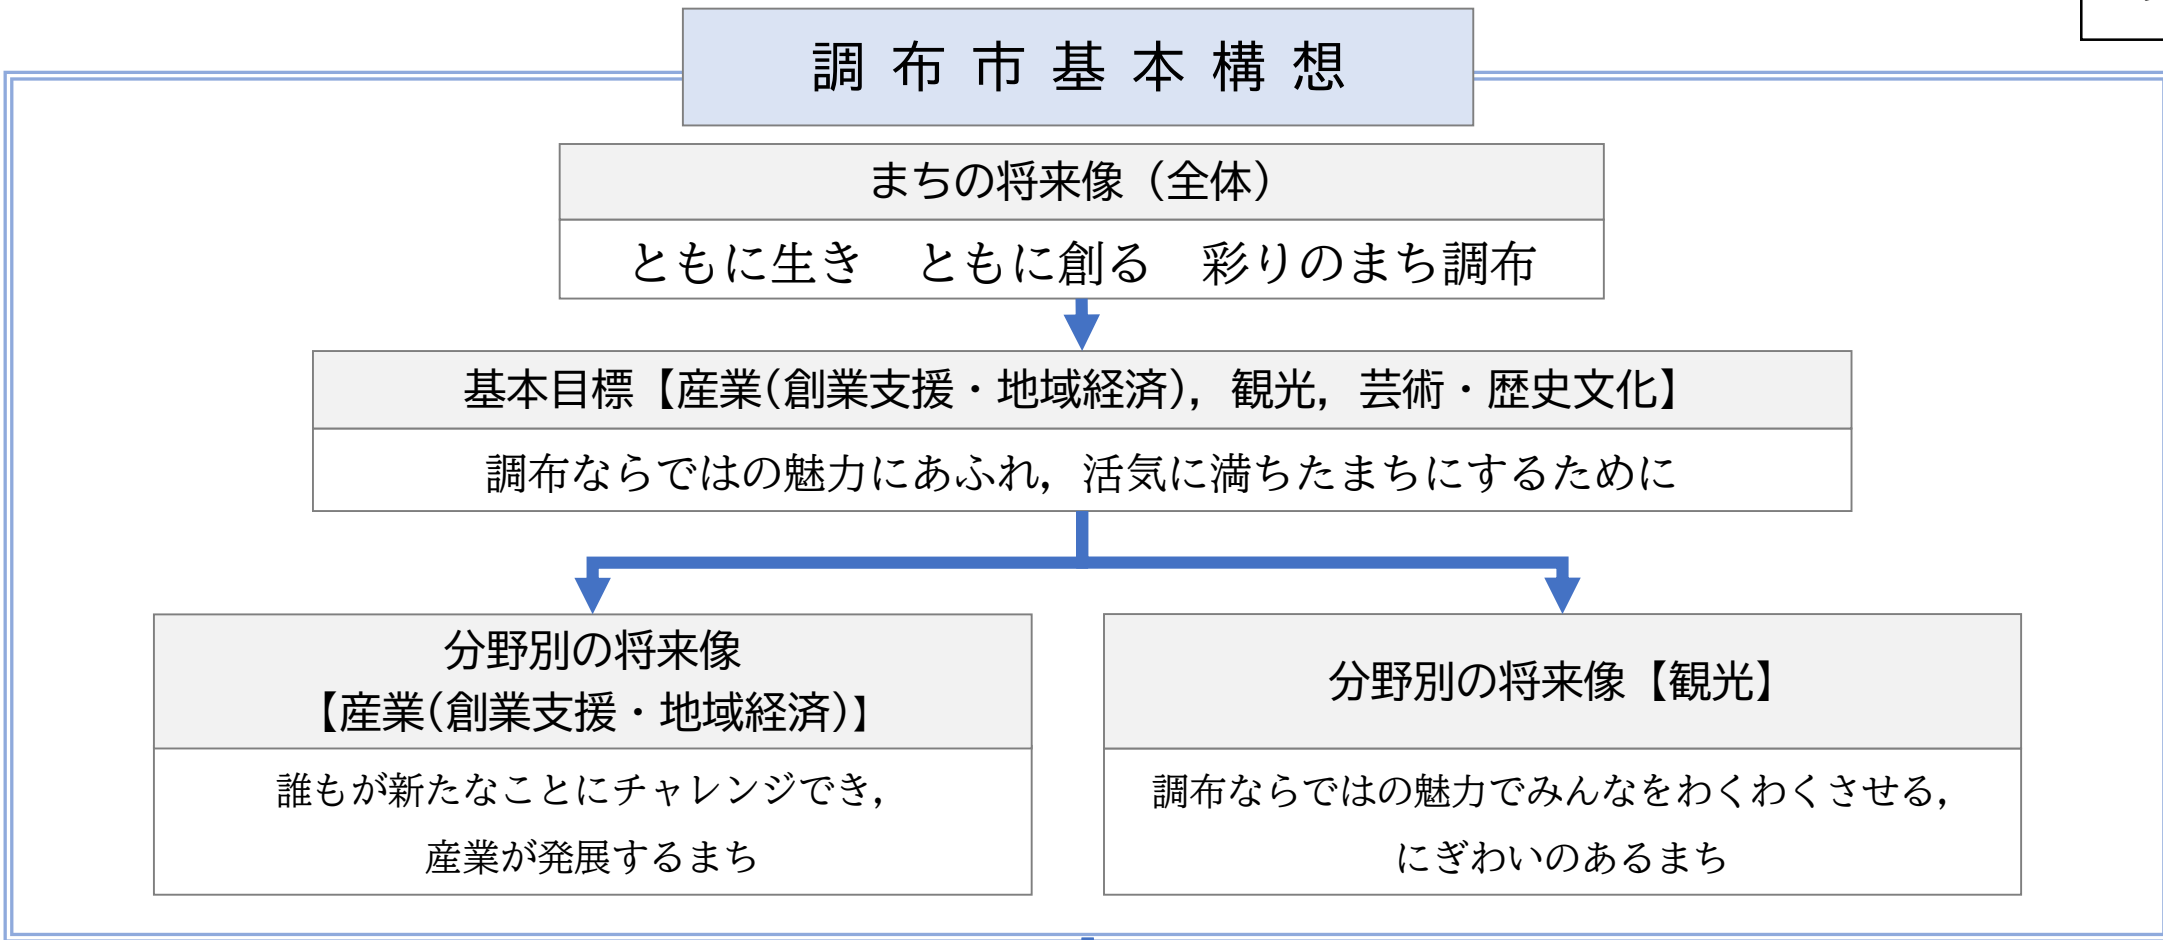 調布市基本構想
まちの将来像（全体）
ともに生き　ともに創る　彩りのまち調布
基本目標【産業(創業支援・地域経済)，観光，芸術・歴史文化】
調布ならではの魅力にあふれ，活気に満ちたまちにするために
分野別の将来像
【産業(創業支援・地域経済)】
誰もが新たなことにチャレンジでき，
産業が発展するまち
分野別の将来像【観光】
調布ならではの魅力でみんなをわくわくさせる，
にぎわいのあるまち